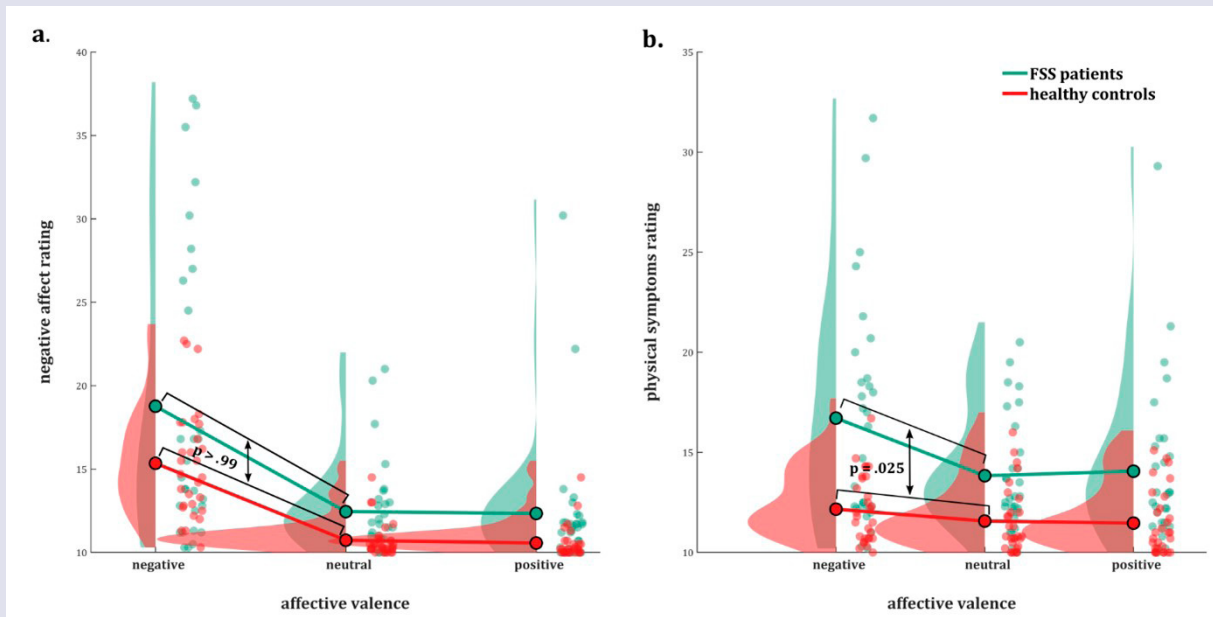 a.
40
35
30
25
20
15
10
negative affect rating
p >.99
negative
neutral
positive
affective valence
b.
35
30
25
20
15
10
physical symptoms rating
FSS patients
healthy controls
p =.025
negative
neutral
positive
affective valence